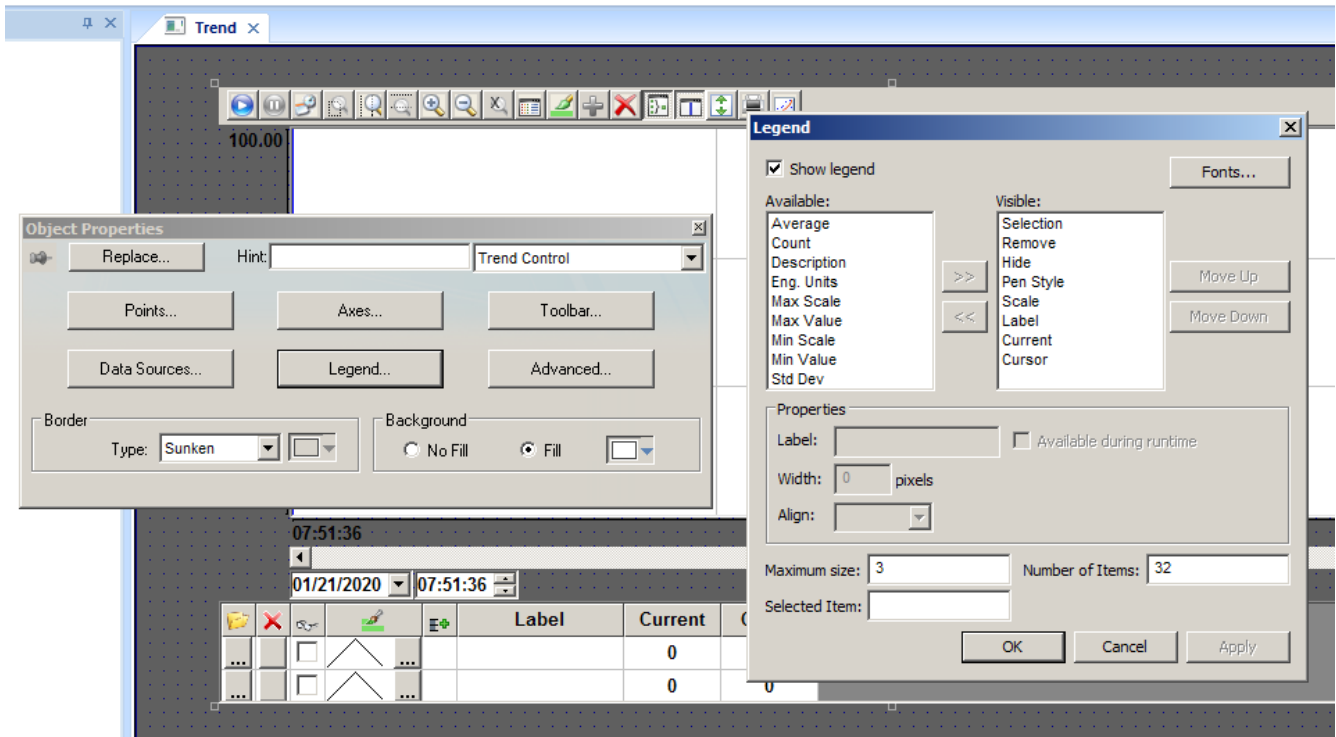 Trend
100.00
Legend
Show legend
Fonts...
Available:
Visible:
Average
Count
Description
Eng. Units
Max Scale
Max Value
Min Scale
Min Value
Std Dev
>>
<<
Selection
Remove
Hide
Pen Style
Scale
Label
Current
Cursor
Move Up
Move Down
Properties
Label:
Available during runtime
Width: 0 pixels
Align:
Maximum size: 3
Number of Items: 32
Selected Item:
OK
Cancel
Apply
Object Properties
Replace...
Hint:
Trend Control
Points...
Axes...
Toolbar...
Data Sources...
Legend...
Advanced...
Border
Type: Sunken
Background
No Fill
Fill
07:51:36
01/21/2020
07:51:36
Label
Current
...
...
0
...
...
0
0